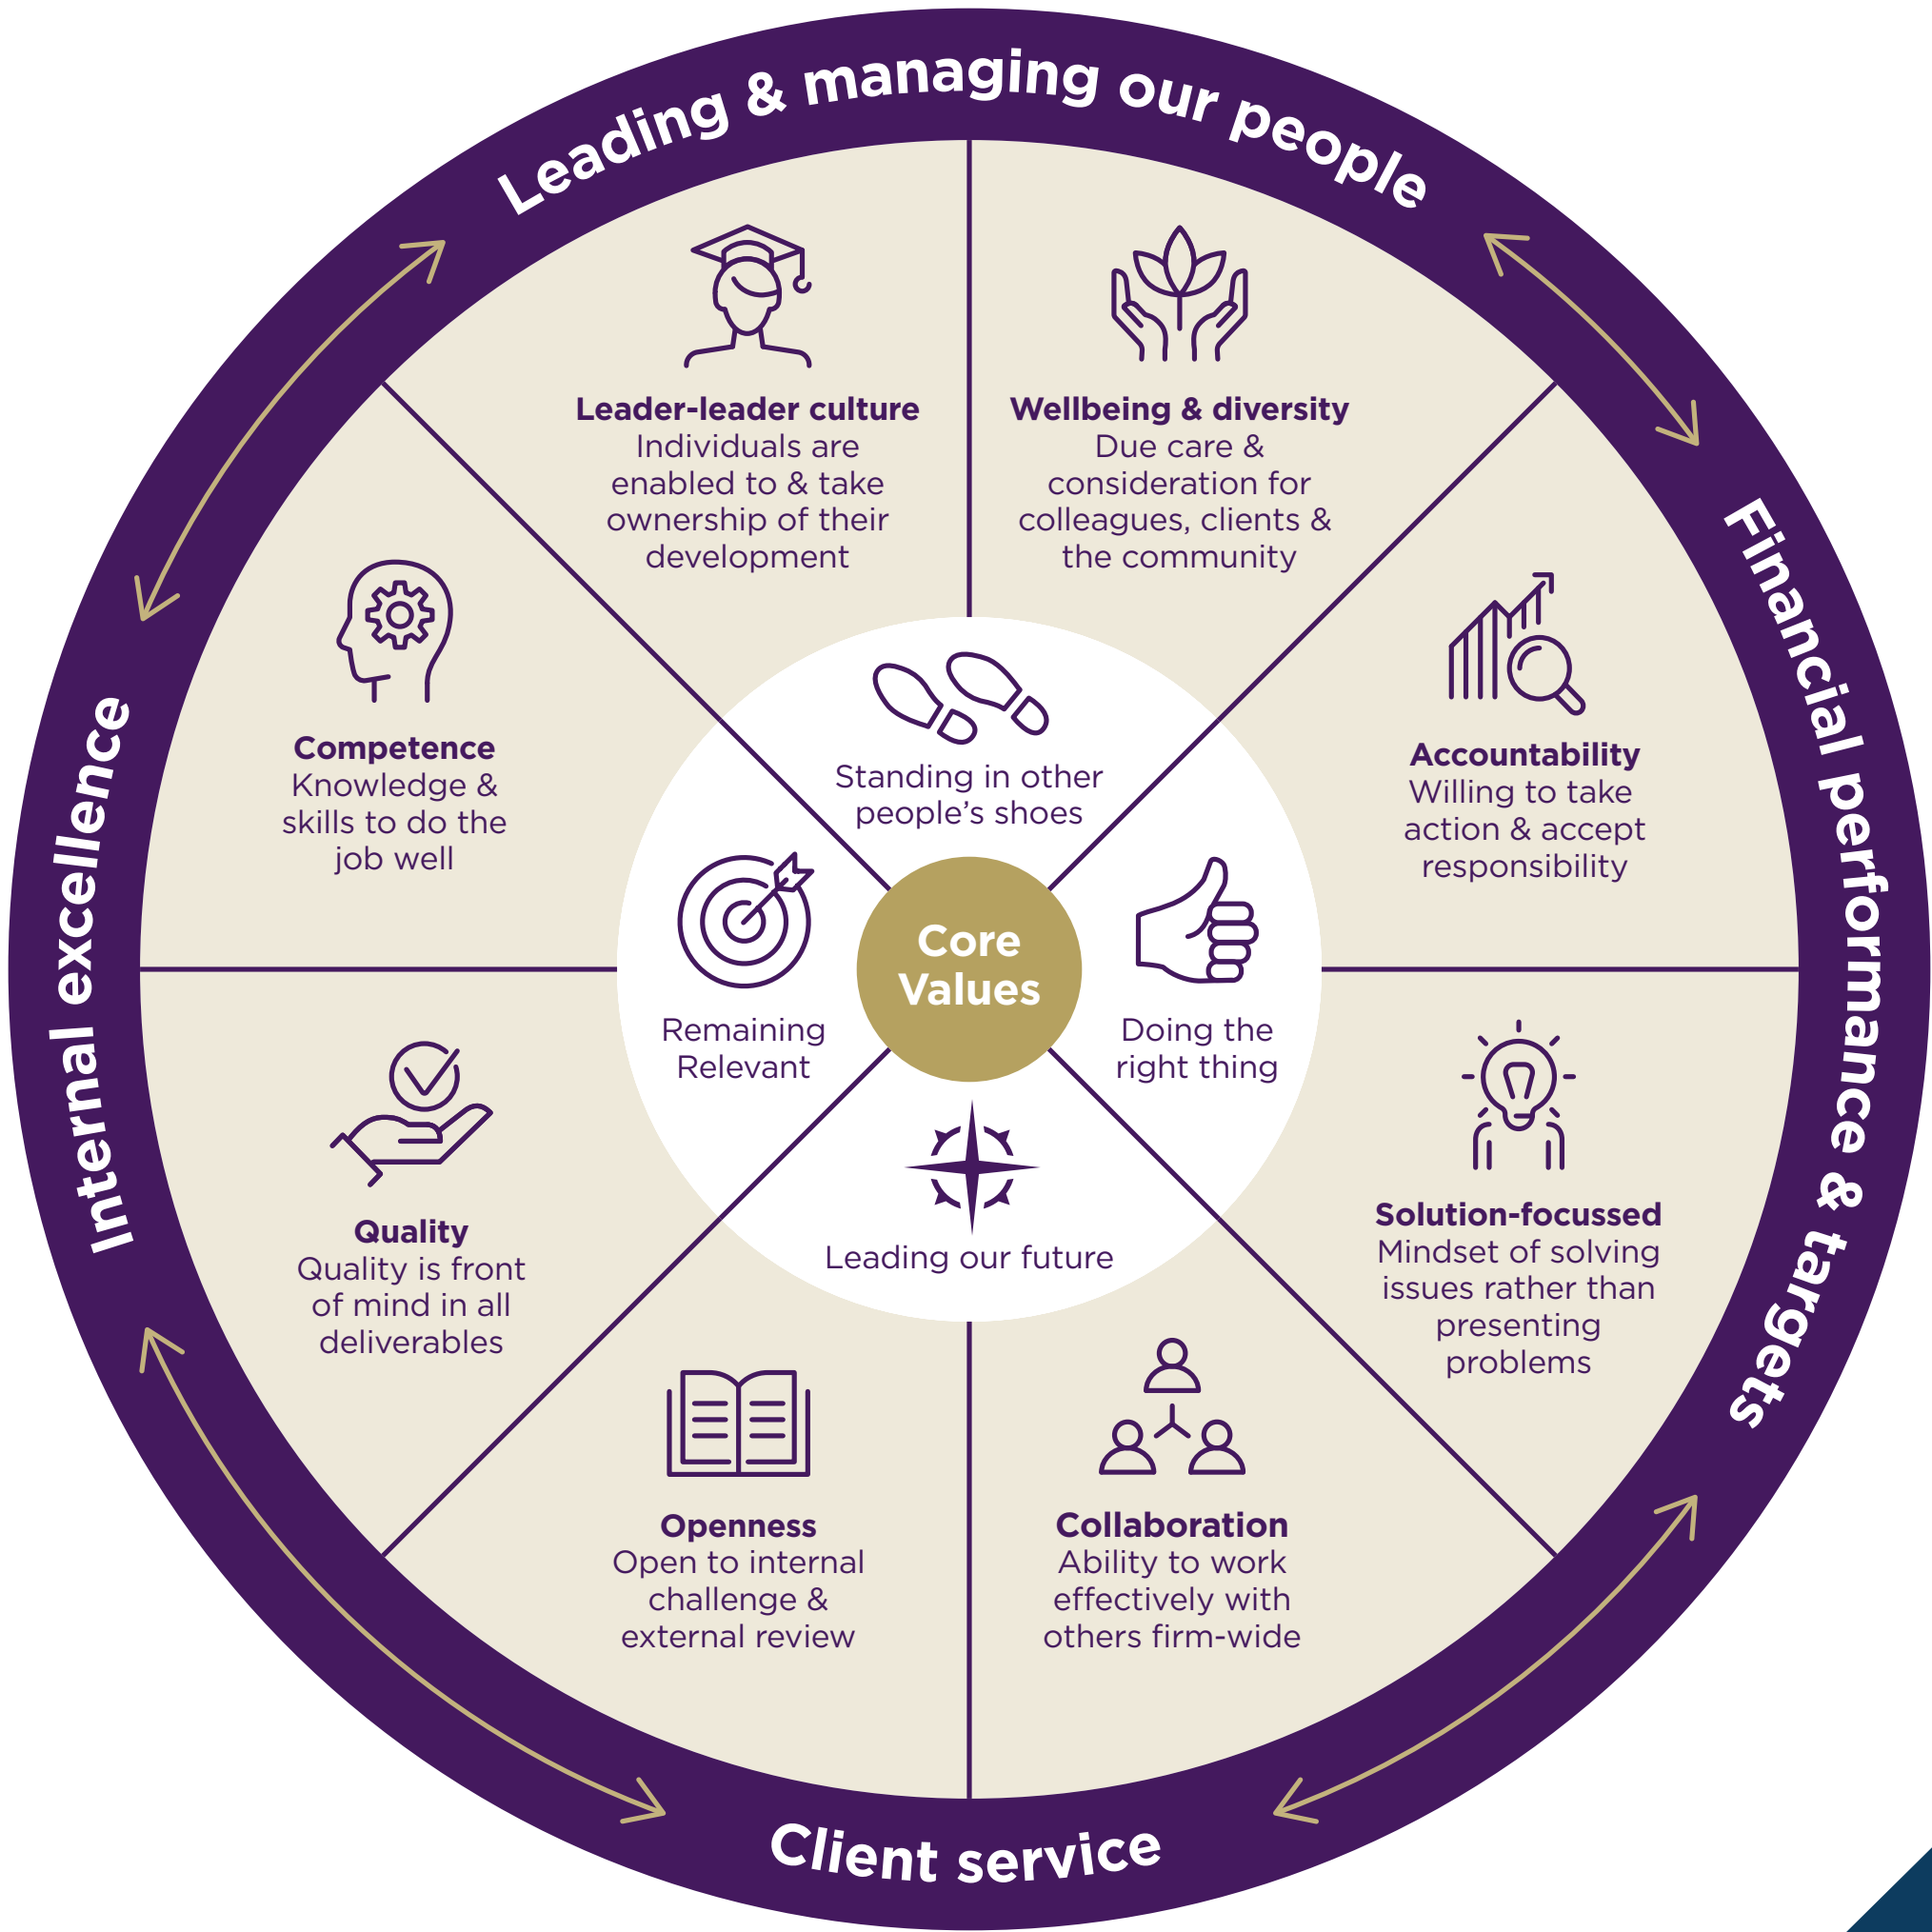 Leading & managing our people
Leader-leader culture
Individuals are
enabled to & take
ownership of their
development
Wellbeing & diversity
Due care &
consideration for
colleagues, clients &
the community
Financial performance & targets
Accountability
Willing to take
action & accept
responsibility
Solution-focussed
Mindset of solving
issues rather than
presenting
problems
Client service
Collaboration
Ability to work
effectively with
others firm-wide
Openness
Open to internal
challenge &
external review
Internal excellence
Quality
Quality is front
of mind in all
deliverables
Competence
Knowledge &
skills to do the
job well
Standing in other
people’s shoes
Doing the
right thing
Leading our future
Remaining
Relevant
Core
Values